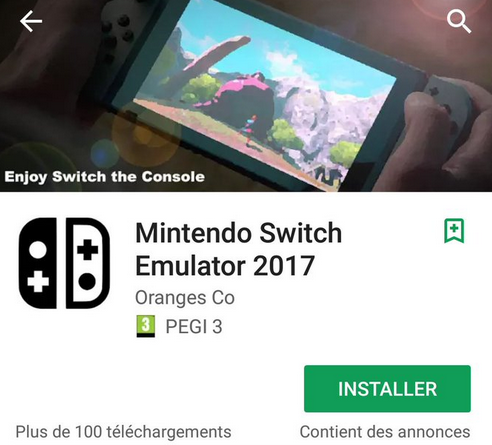 Enjoy Switch the Console
Mintendo Switch
Emulator 2017
Oranges Co
3 PEGI 3
INSTALLER
Plus de 100 téléchargements
Contient des annonces